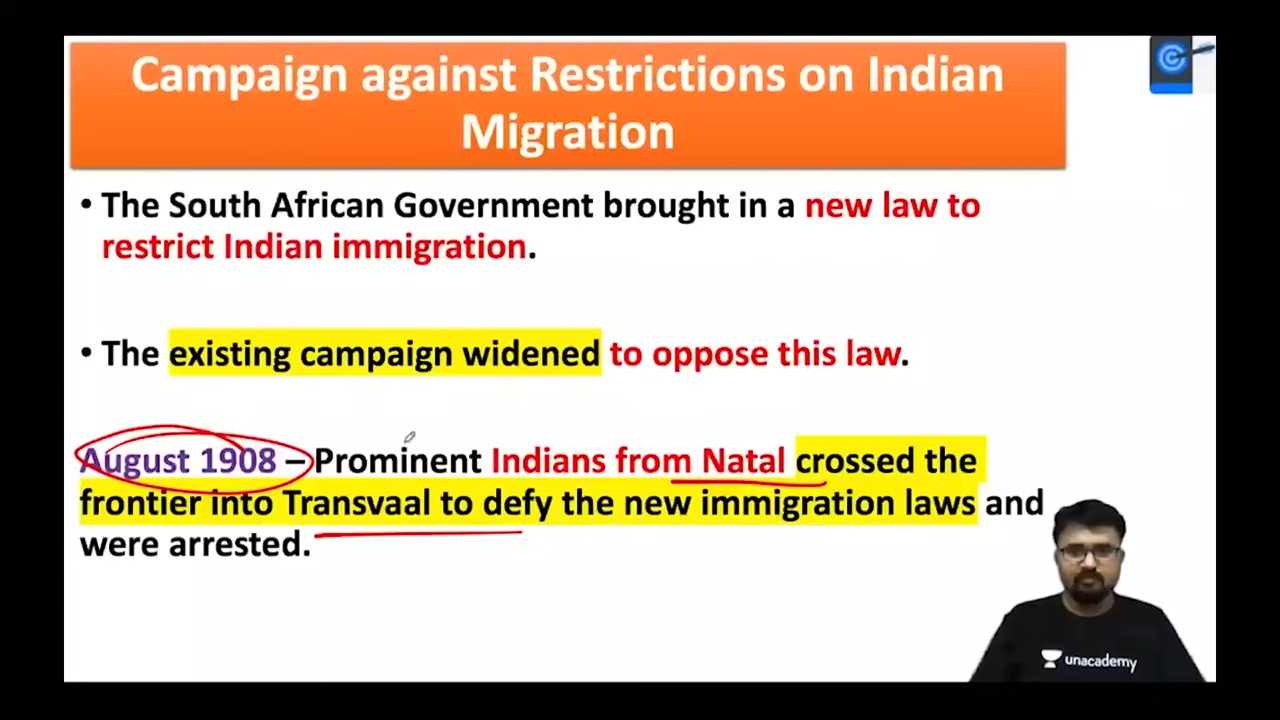 Campaign against Restrictions on Indian
Migration
• The South African Government brought in a new law to
restrict Indian immigration.
• The existing campaign widened to oppose this law.
August 1908 – Prominent Indians from Natal crossed the
frontier into Transvaal to defy the new immigration laws and
were arrested.
unacademy